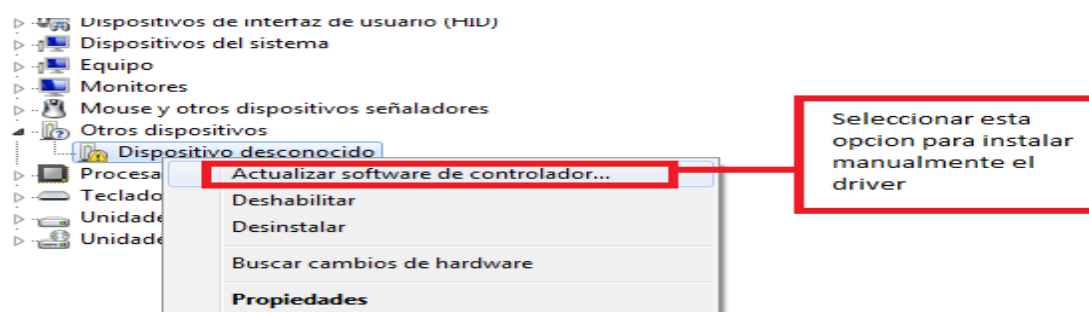 Dispositivos de interfaz de usuario (HID)
Dispositivos del sistema
Equipo
Monitores
Mouse y otros dispositivos señaladores
Otros dispositivos
Dispositivo desconocido
Procesa
Teclado
Unidade
Unidade
Actualizar software de controlador...
Deshabilitar
Desinstalar
Buscar cambios de hardware
Propiedades
Seleccionar esta
opcion para instalar
manualmente el
driver